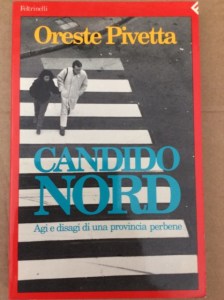 Feltrinelli
Oreste Pivetta
CANDIDO
NORD
Agi e disagi di una provincia perbene